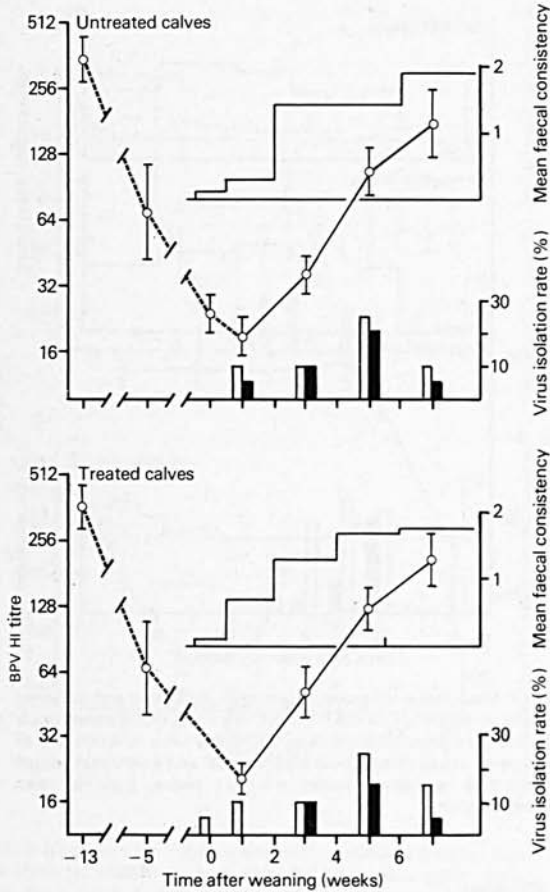 Untreated calves
512
256
128
64
32
16
2
1
Mean faecal consistency
30
10
Virus isolation rate (%)
Treated calves
512
256
128
64
32
16
BPV HI titre
2
1
Mean faecal consistency
30
10
Virus isolation rate (%)
−13 −5 0 2 4 6
Time after weaning (weeks)